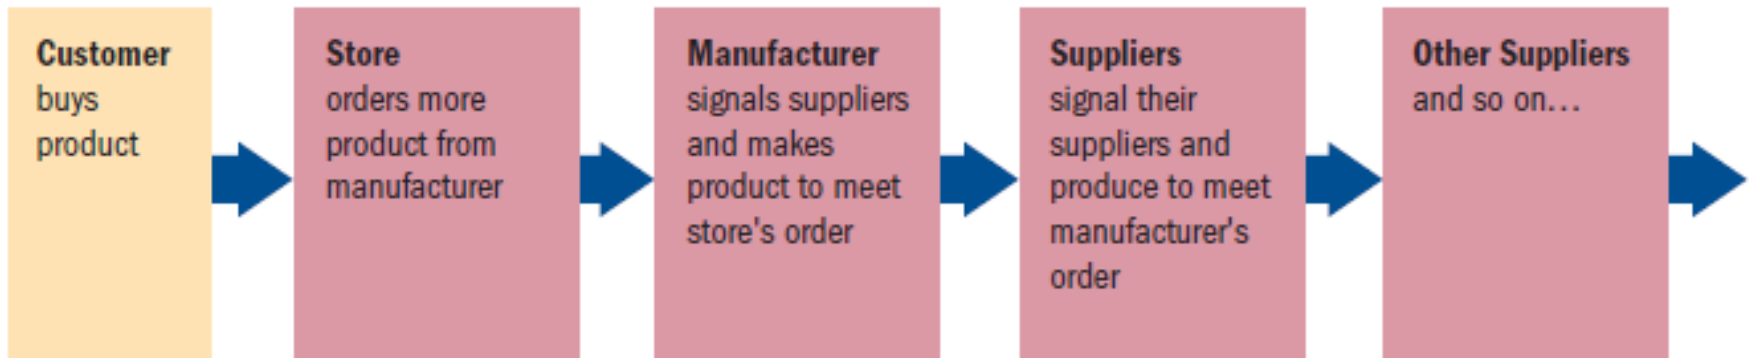 Customer
buys
product
Store
orders more
product from
manufacturer
Manufacturer
signals suppliers
and makes
product to meet
store's order
Suppliers
signal their
suppliers and
produce to meet
manufacturer's
order
Other Suppliers
and so on...